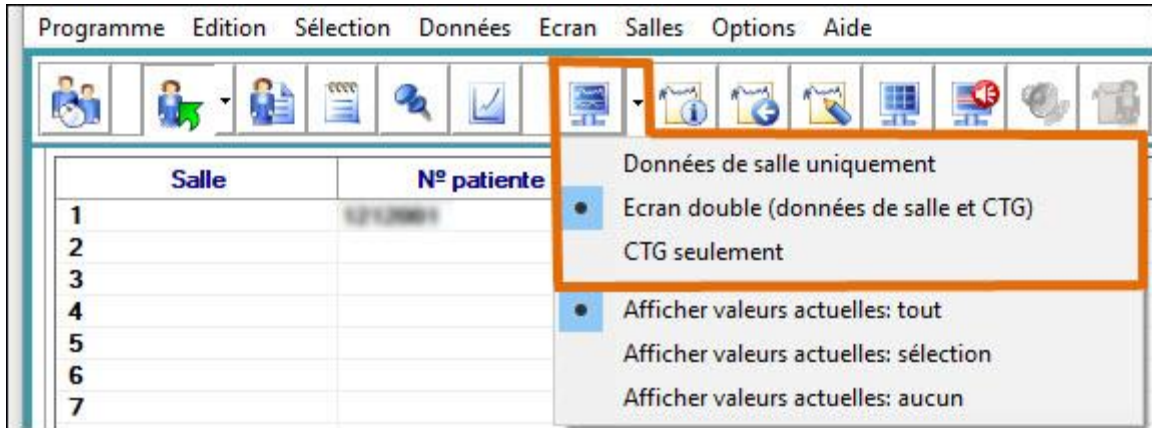 Programme Edition Sélection Données Ecran Salles Options Aide
Salle Nº patiente
1
2
3
4
5
6
7
Données de salle uniquement
Ecran double (données de salle et CTG)
CTG seulement
Afficher valeurs actuelles: tout
Afficher valeurs actuelles: sélection
Afficher valeurs actuelles: aucun